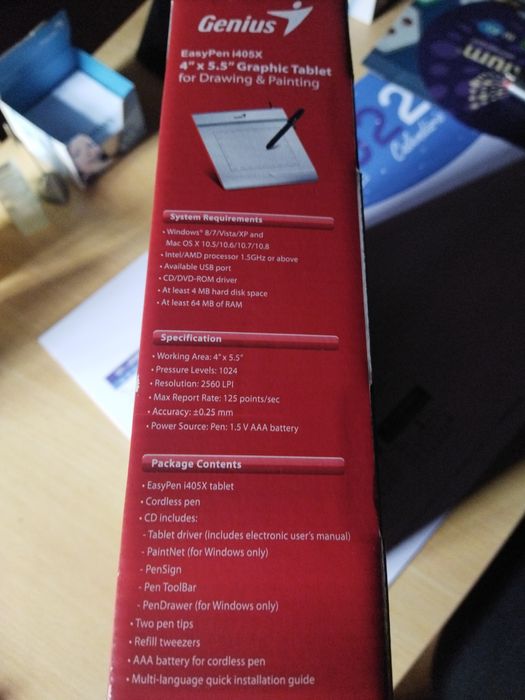 Genius
EasyPen i405X
4" x 5.5" Graphic Tablet
for Drawing & Painting
System Requirements
• Windows® 8/7/Vista/XP and
Mac OS X 10.5/10.6/10.7/10.8
• Intel/AMD processor 1.5GHz or above
• Available USB port
• CD/DVD-ROM driver
• At least 4 MB hard disk space
• At least 64 MB of RAM
Specification
• Working Area: 4" x 5.5"
• Pressure Levels: 1024
• Resolution: 2560 LPI
• Max Report Rate: 125 points/sec
• Accuracy: ±0.25 mm
• Power Source: Pen: 1.5 V AAA battery
Package Contents
• EasyPen i405X tablet
• Cordless pen
• CD includes:
- Tablet driver (includes electronic user's manual)
- PaintNet (for Windows only)
- PenSign
- Pen ToolBar
- PenDrawer (for Windows only)
• Two pen tips
• Refill tweezers
• AAA battery for cordless pen
• Multi-language quick installation guide